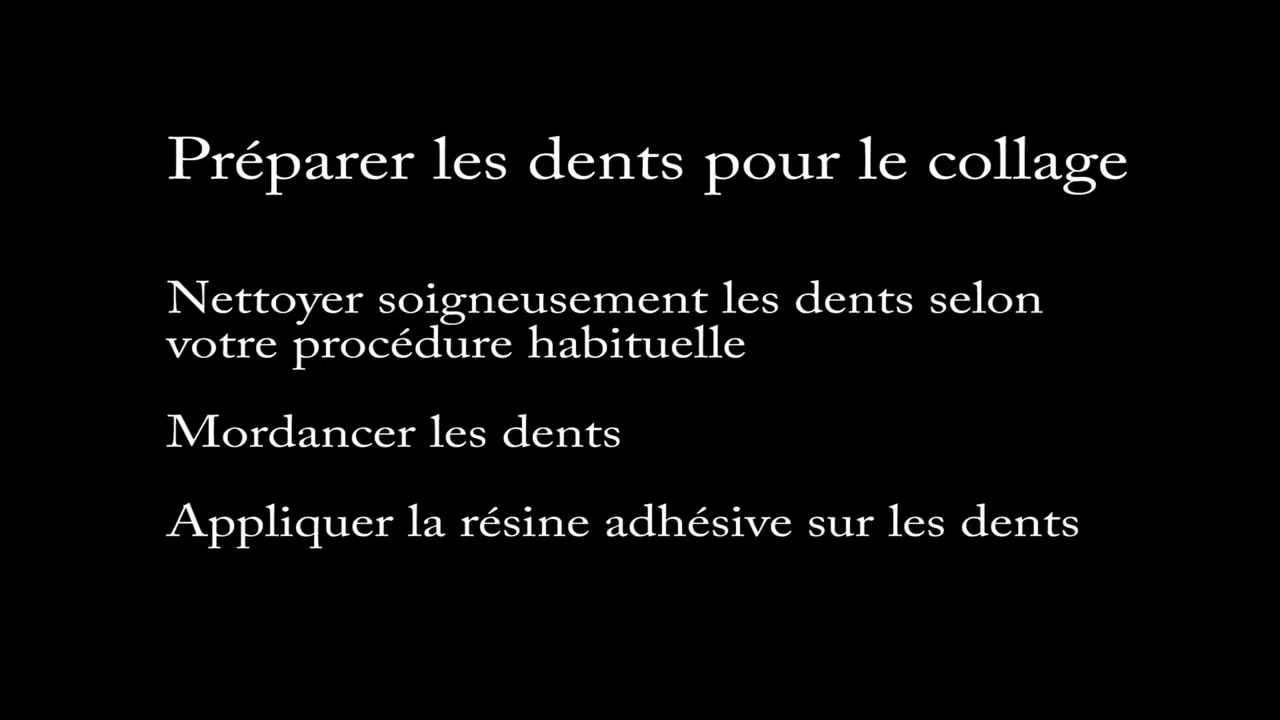 Préparer les dents pour le collage
Nettoyer soigneusement les dents selon
votre procédure habituelle
Mordancer les dents
Appliquer la résine adhésive sur les dents